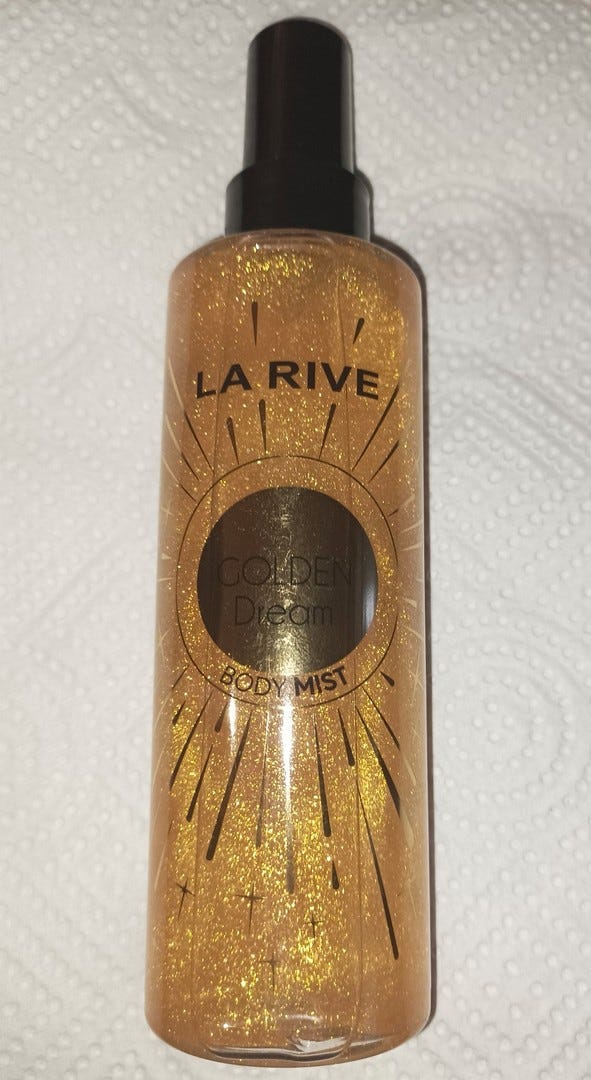 LA RIVE
GOLDEN
Dream
BODY MIST